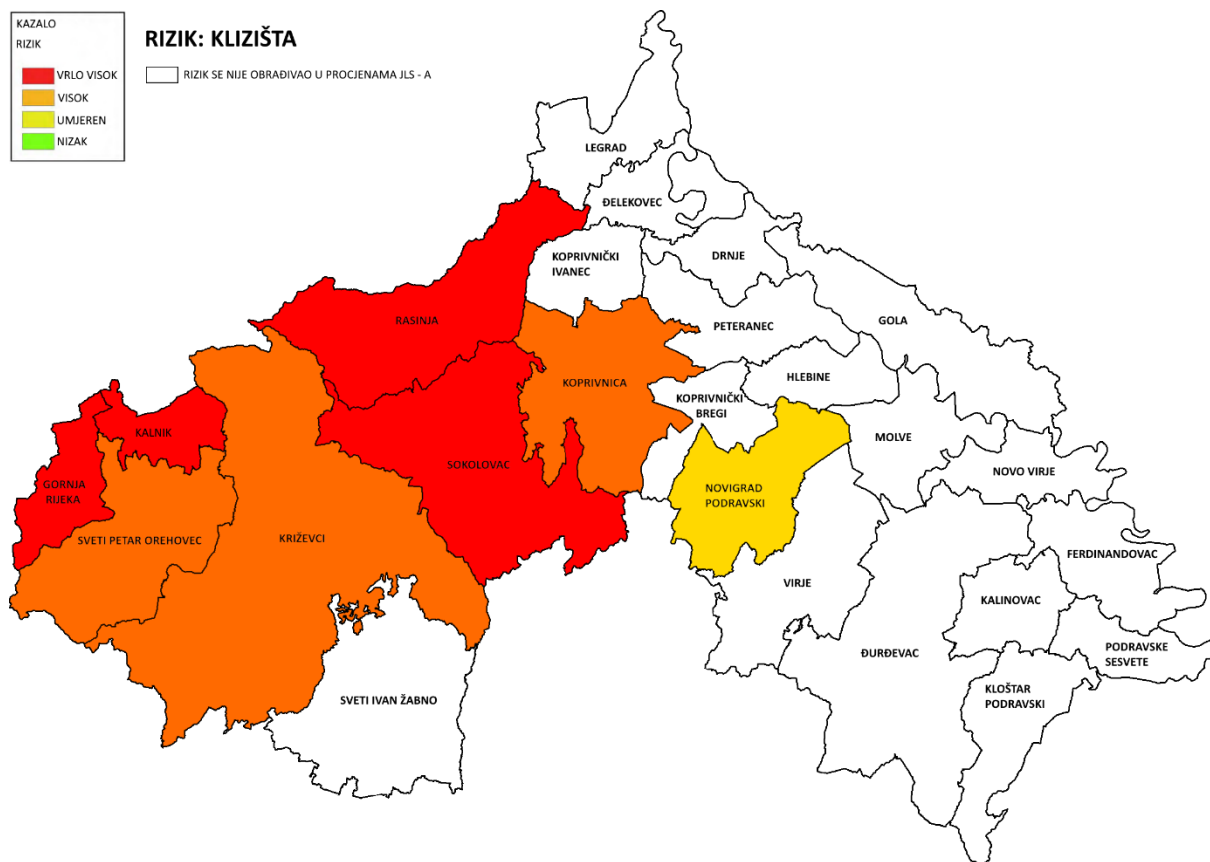 KAZALO
RIZIK
VRLO VISOK
VISOK
UMJEREN
NIZAK
RIZIK: KLIZIŠTA
RIZIK SE NIJE OBRAĐIVAO U PROCJENAMA JLS - A
LEGRAD
ĐELEKOVEC
KOPRIVNIČKI
IVANEC
DRNJE
RASINJA
PETERANEC
GOLA
KOPRIVNICA
HLEBINE
KOPRIVNIČKI
BREGI
KALNIK
MOLVE
GORNJA
RIJEKA
SOKOLOVAC
NOVO VIRJE
NOVIGRAD
PODRAVSKI
SVETI PETAR OREHOVEC
KRIŽEVCI
FERDINANDOVAC
VIRJE
KALINOVAC
ĐURĐEVAC
PODRAVSKE
SESVETE
KLOŠTAR
PODRAVSKI
SVETI IVAN ŽABNO